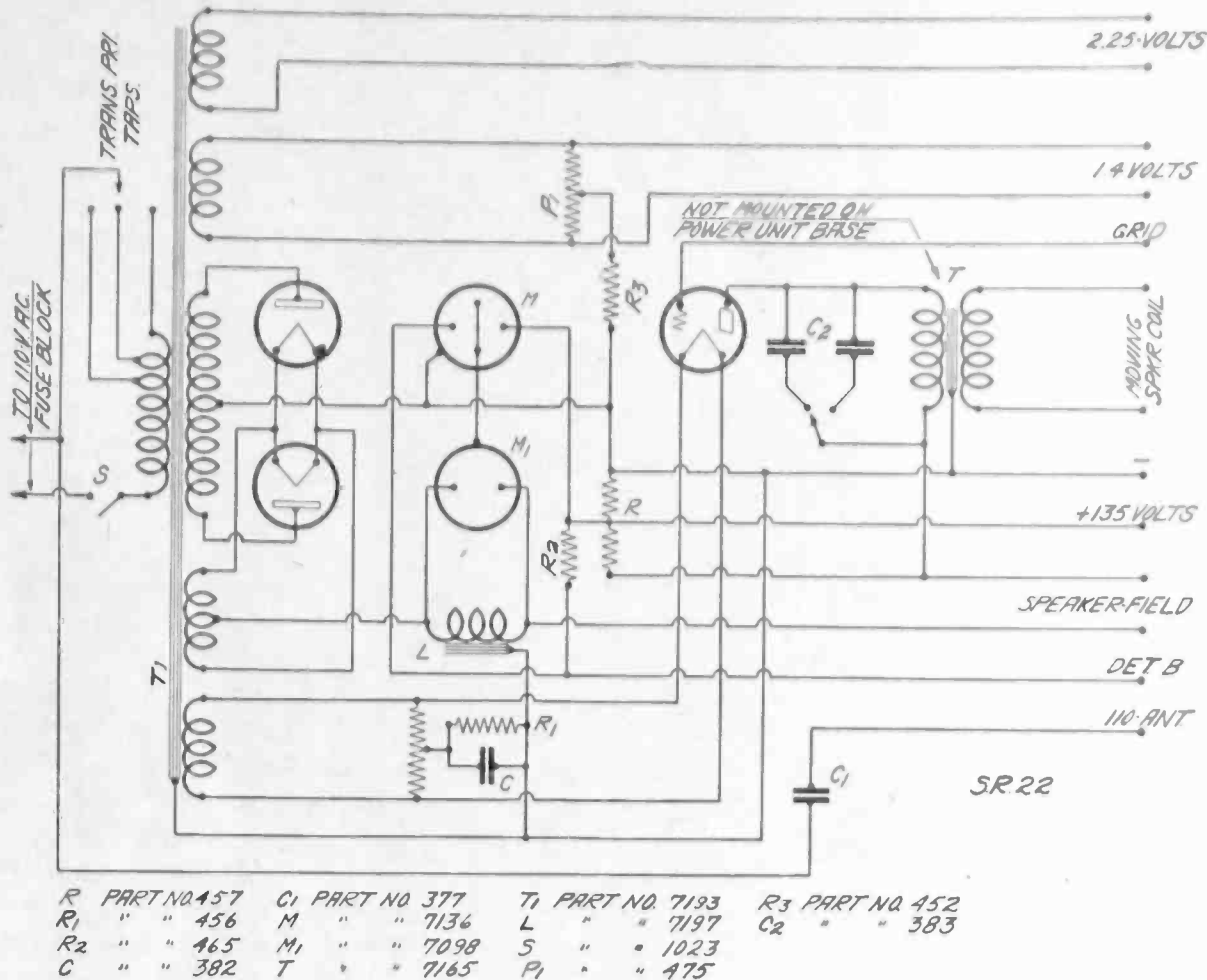 2.25-VOLTS
TRANS PRI.
TAPS.
1.4 VOLTS
P1
NOT MOUNTED ON
POWER UNIT BASE
GRID
T
R3
M
C2
MOVING
SPKR COIL
TO 110 V. A.C.
FUSE BLOCK
M1
S
–
R
+135 VOLTS
R2
SPEAKER-FIELD
L
T1
DET B
110-ANT
R1
C
C1
S.R.22
R PART NO. 457 C1 PART NO. 377 T1 PART NO. 7193 R3 PART NO. 452
R1 " " 456 M " " 7136 L " " 7197 C2 " " 383
R2 " " 465 M1 " " 7098 S " " 1023
C " " 382 T " " 7165 P1 " " 475